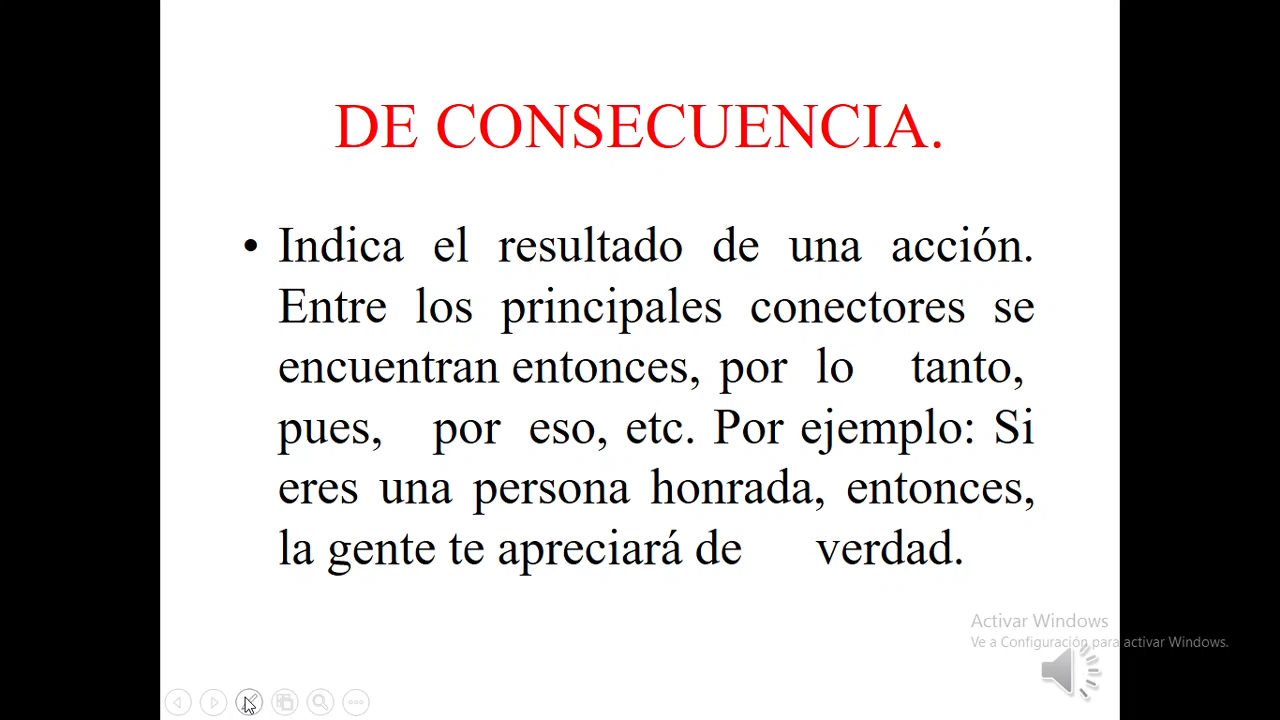 DE CONSECUENCIA.
• Indica el resultado de una acción.
Entre los principales conectores se
encuentran entonces, por lo tanto,
pues, por eso, etc. Por ejemplo: Si
eres una persona honrada, entonces,
la gente te apreciará de verdad.
Activar Windows
Ve a Configuración para activar Windows.